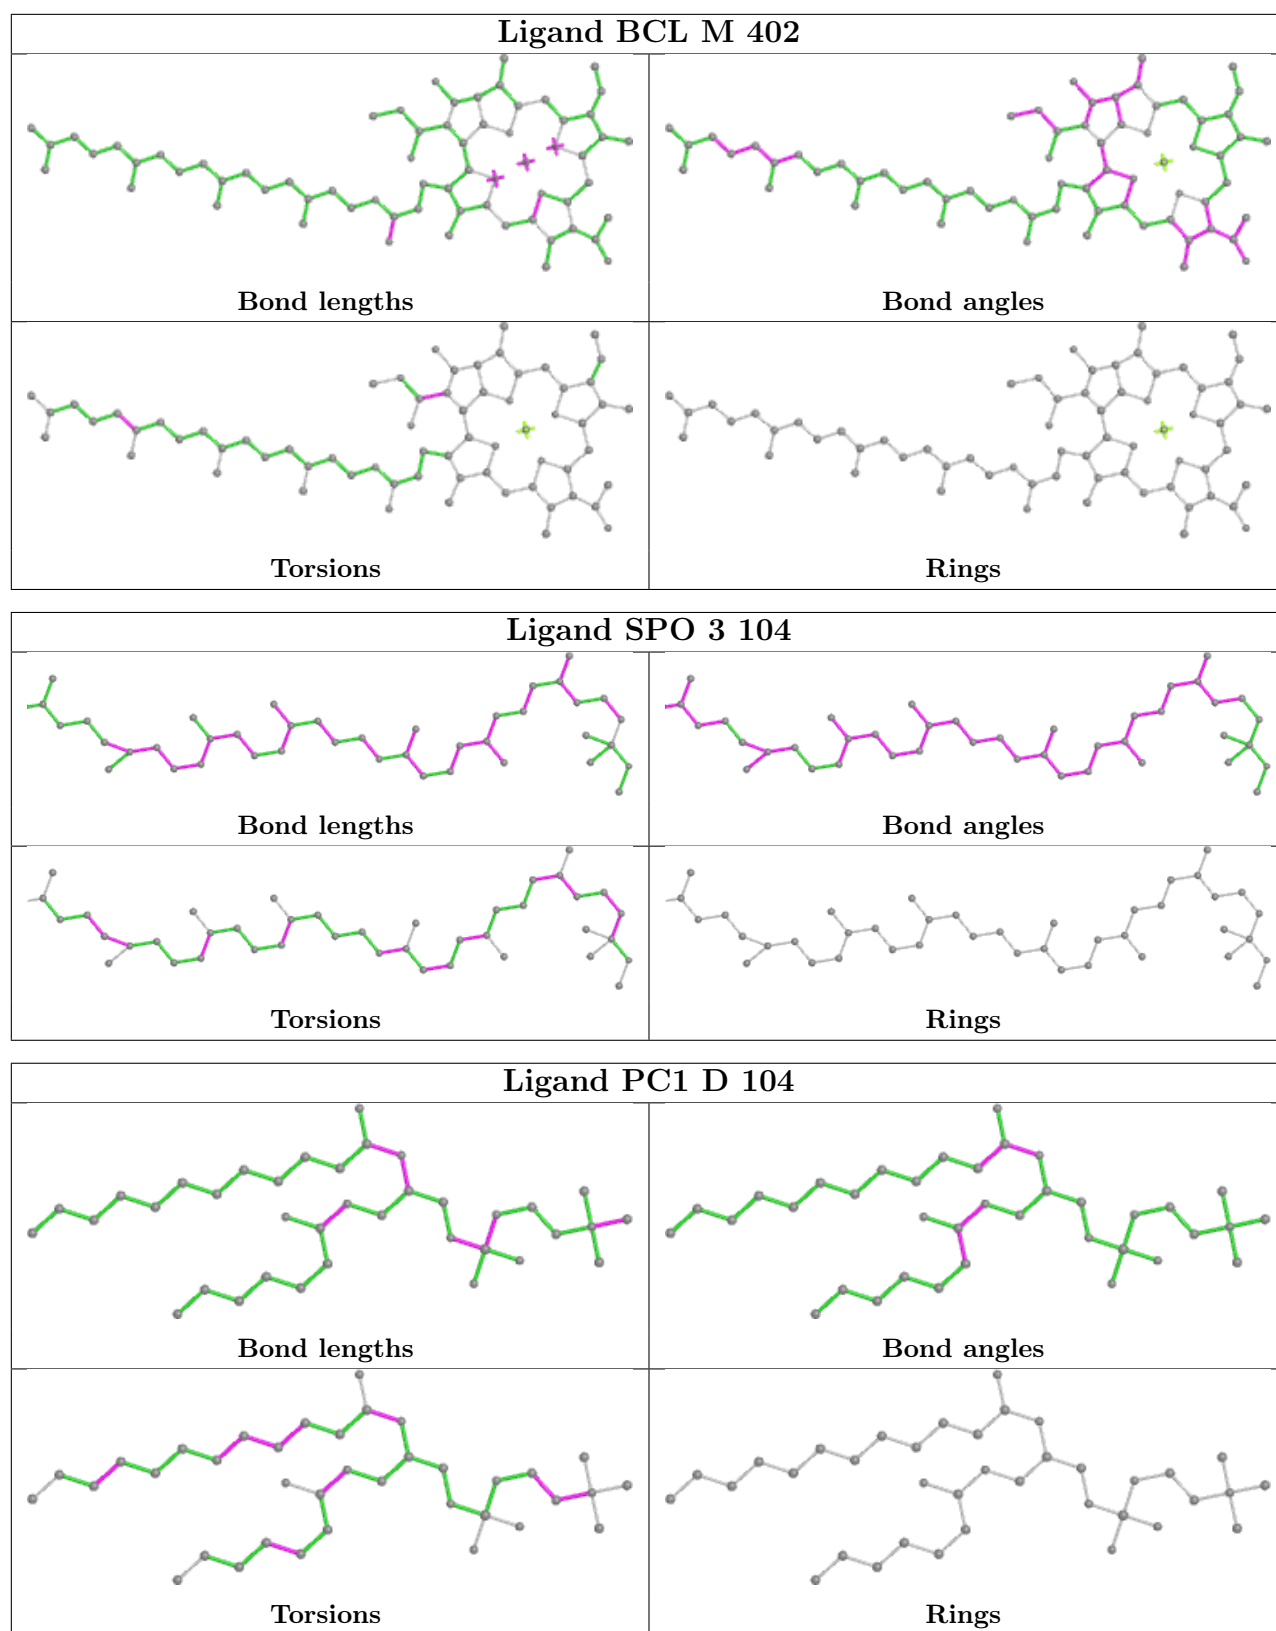 Ligand BCL M 402
Bond lengths
Bond angles
Torsions
Rings
Ligand SPO 3 104
Bond lengths
Bond angles
Torsions
Rings
Ligand PC1 D 104
Bond lengths
Bond angles
Torsions
Rings